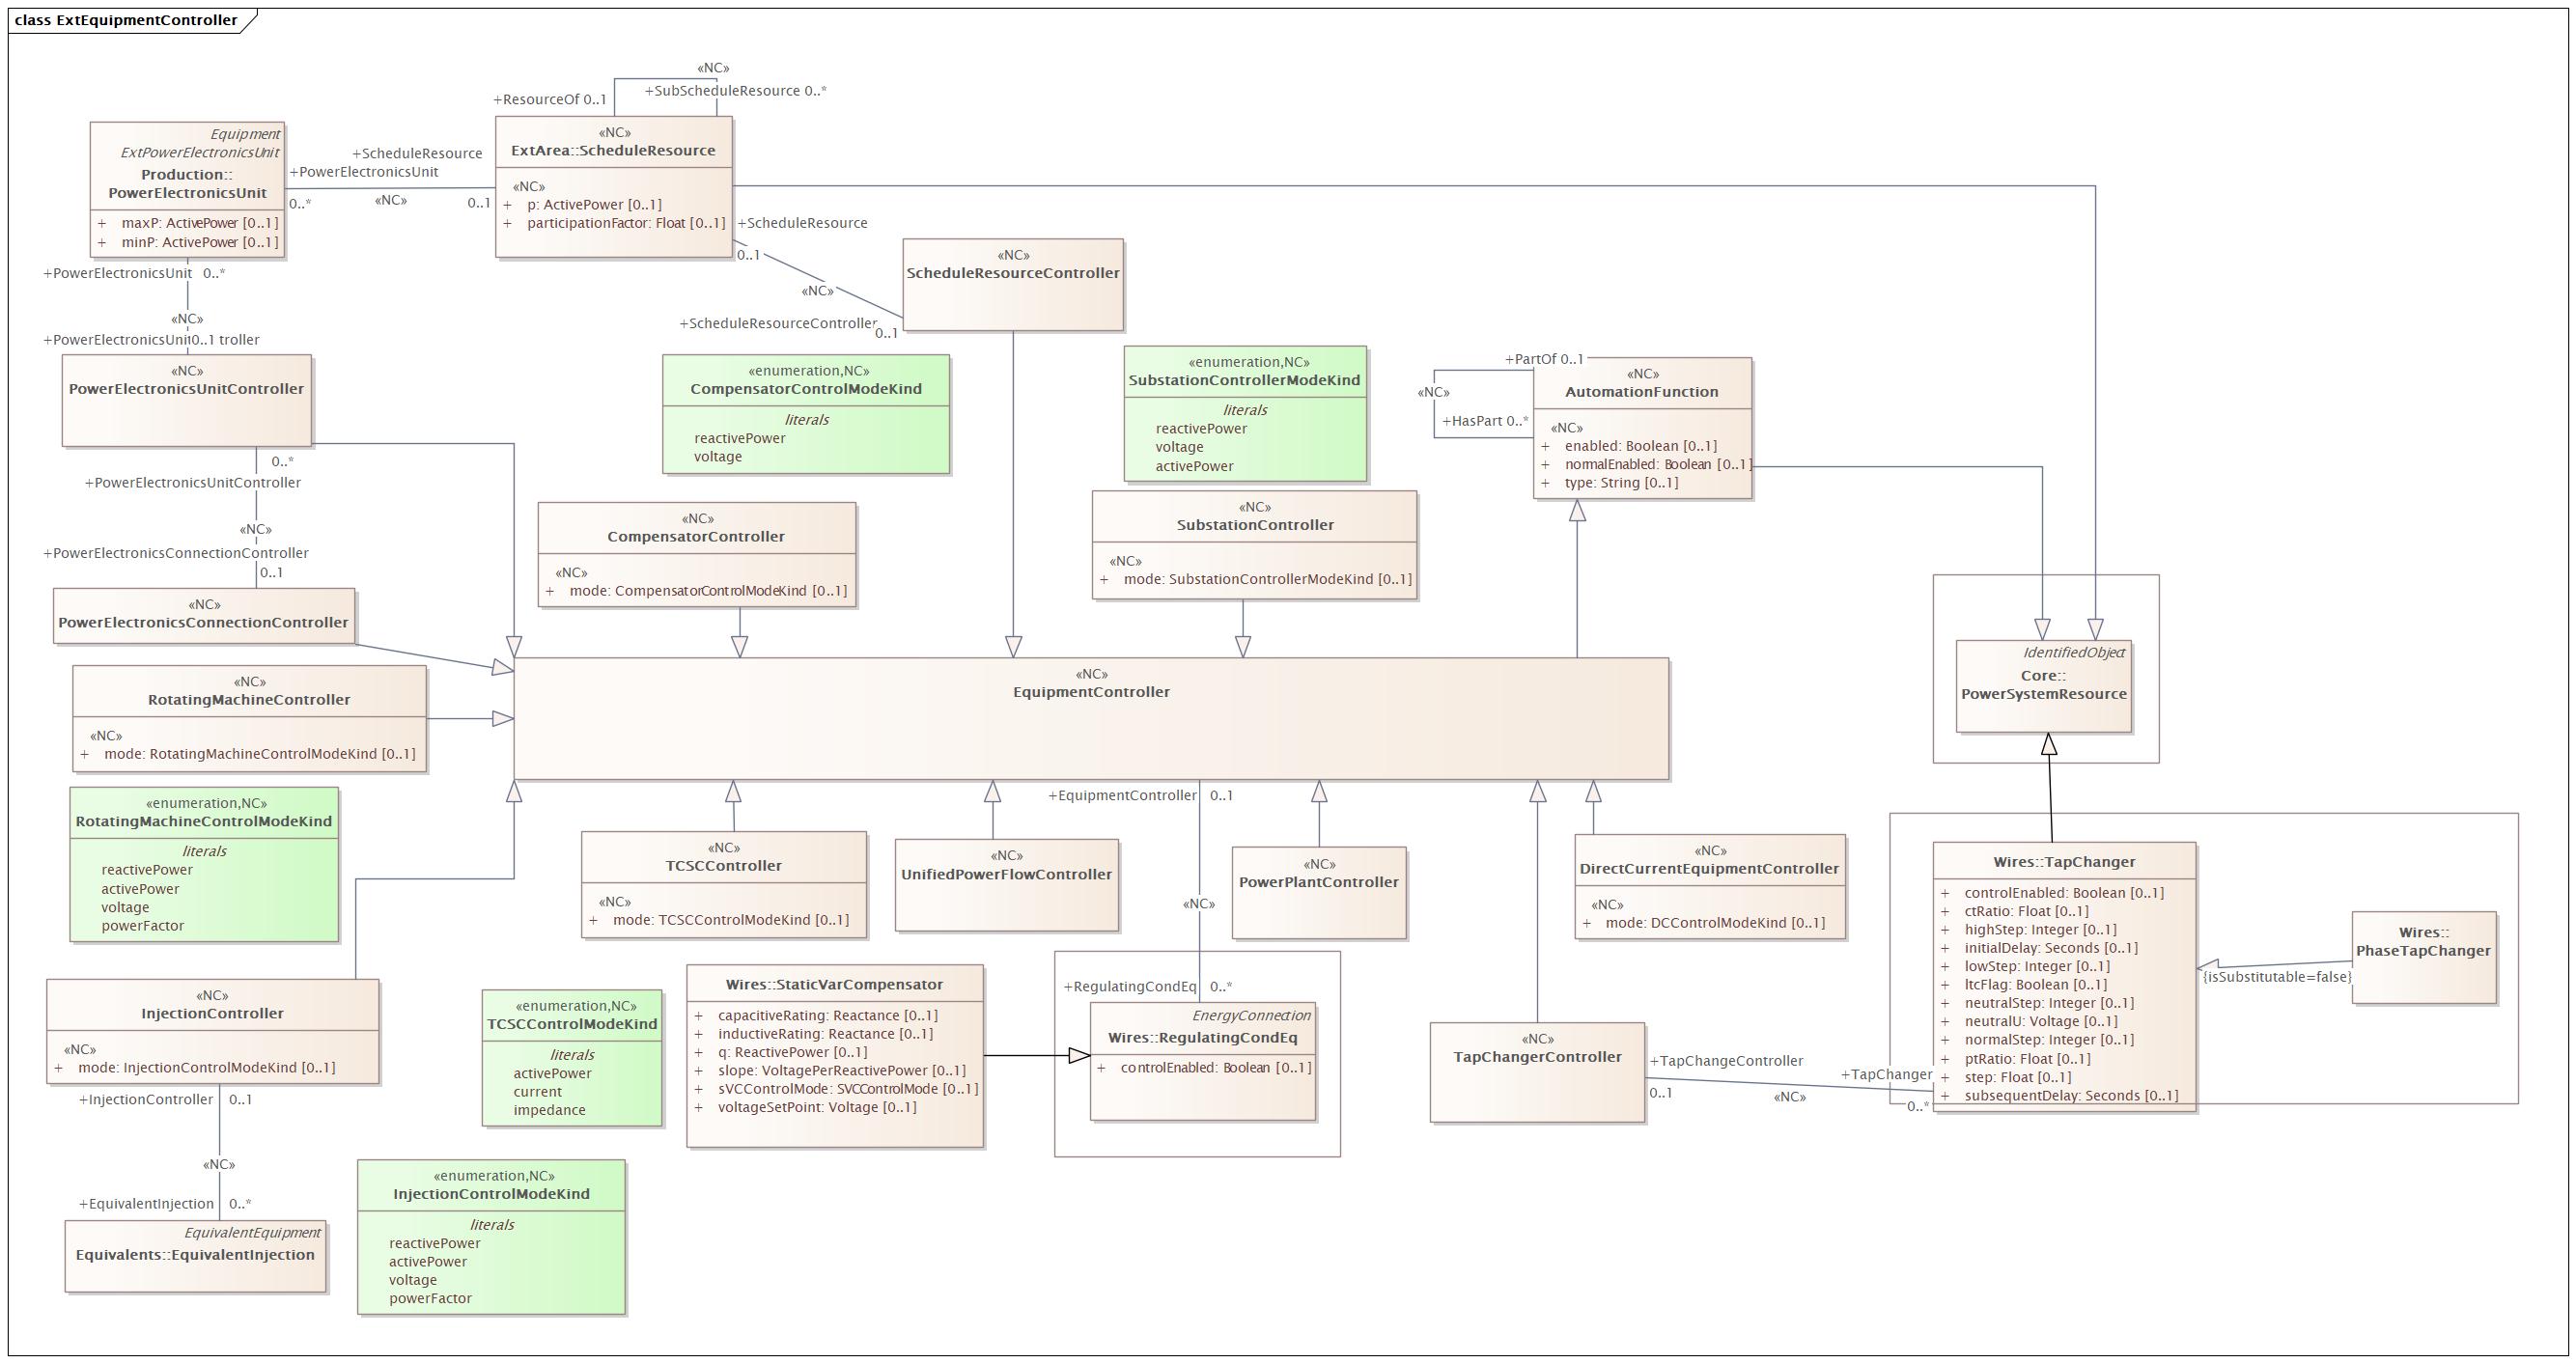 class ExtEquipmentController
«NC»
+ResourceOf 0..1
+SubScheduleResource 0..*
Equipment
ExtPowerElectronicsUnit
Production::
PowerElectronicsUnit
+ maxP: ActivePower [0..1]
+ minP: ActivePower [0..1]
+ScheduleResource
+PowerElectronicsUnit
0..*
«NC»
0..1
«NC»
ExtArea::ScheduleResource
«NC»
+ p: ActivePower [0..1]
+ participationFactor: Float [0..1]
+ScheduleResource
0..1
«NC»
+ScheduleResourceController
0..1
«NC»
ScheduleResourceController
+PowerElectronicsUnit 0..*
«NC»
+PowerElectronicsUnit0..1 troller
«NC»
PowerElectronicsUnitController
0..*
+PowerElectronicsUnitController
«NC»
+PowerElectronicsConnectionController
0..1
«NC»
PowerElectronicsConnectionController
«enumeration,NC»
CompensatorControlModeKind
literals
reactivePower
voltage
«enumeration,NC»
SubstationControllerModeKind
literals
reactivePower
voltage
activePower
+PartOf 0..1
«NC»
+HasPart 0..*
«NC»
AutomationFunction
«NC»
+ enabled: Boolean [0..1]
+ normalEnabled: Boolean [0..1]
+ type: String [0..1]
«NC»
CompensatorController
«NC»
+ mode: CompensatorControlModeKind [0..1]
«NC»
SubstationController
«NC»
+ mode: SubstationControllerModeKind [0..1]
«NC»
EquipmentController
IdentifiedObject
Core::
PowerSystemResource
«NC»
RotatingMachineController
«NC»
+ mode: RotatingMachineControlModeKind [0..1]
«enumeration,NC»
RotatingMachineControlModeKind
literals
reactivePower
activePower
voltage
powerFactor
«NC»
TCSCController
«NC»
+ mode: TCSCControlModeKind [0..1]
«NC»
UnifiedPowerFlowController
+EquipmentController 0..1
«NC»
+RegulatingCondEq 0..*
«NC»
PowerPlantController
«NC»
DirectCurrentEquipmentController
«NC»
+ mode: DCControlModeKind [0..1]
Wires::TapChanger
+ controlEnabled: Boolean [0..1]
+ ctRatio: Float [0..1]
+ highStep: Integer [0..1]
+ initialDelay: Seconds [0..1]
+ lowStep: Integer [0..1]
+ ltcFlag: Boolean [0..1]
+ neutralStep: Integer [0..1]
+ neutralU: Voltage [0..1]
+ normalStep: Integer [0..1]
+ ptRatio: Float [0..1]
+ step: Float [0..1]
+ subsequentDelay: Seconds [0..1]
Wires::
PhaseTapChanger
{isSubstitutable=false}
«NC»
InjectionController
«NC»
+ mode: InjectionControlModeKind [0..1]
+InjectionController 0..1
«NC»
+EquivalentInjection 0..*
EquivalentEquipment
Equivalents::EquivalentInjection
«enumeration,NC»
TCSCControlModeKind
literals
activePower
current
impedance
Wires::StaticVarCompensator
+ capacitiveRating: Reactance [0..1]
+ inductiveRating: Reactance [0..1]
+ q: ReactivePower [0..1]
+ slope: VoltagePerReactivePower [0..1]
+ sVCControlMode: SVCControlMode [0..1]
+ voltageSetPoint: Voltage [0..1]
EnergyConnection
Wires::RegulatingCondEq
+ controlEnabled: Boolean [0..1]
«NC»
TapChangerController
+TapChangeController
0..1
«NC»
+TapChanger
0..*
«enumeration,NC»
InjectionControlModeKind
literals
reactivePower
activePower
voltage
powerFactor